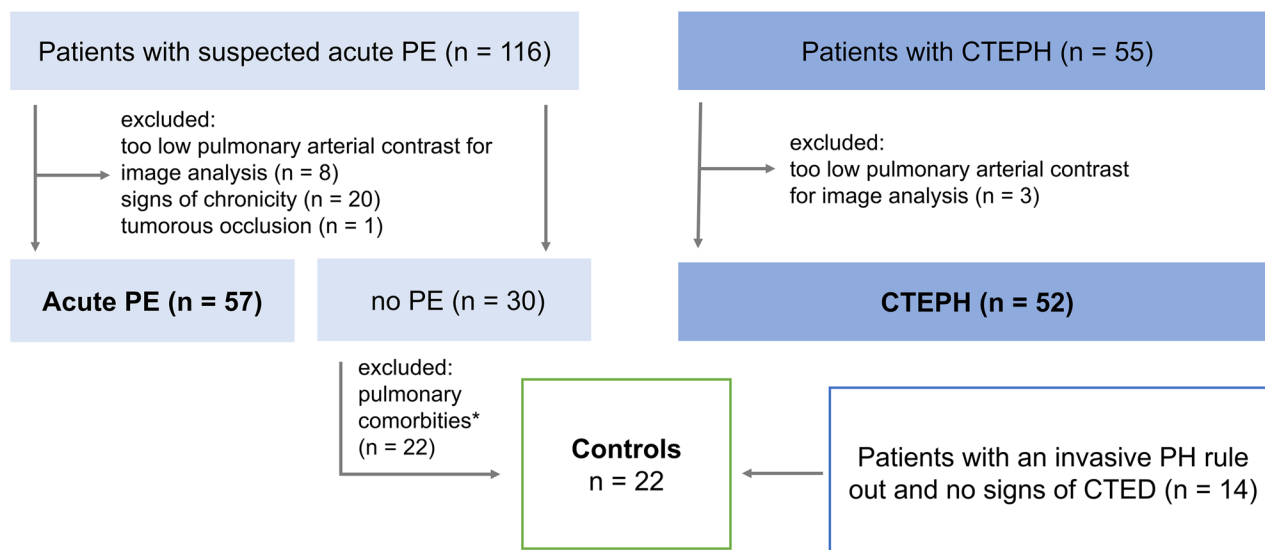 Patients with suspected acute PE (n = 116)
Patients with CTEPH (n = 55)
excluded:
too low pulmonary arterial contrast for
image analysis (n = 8)
signs of chronicity (n = 20)
tumorous occlusion (n = 1)
excluded:
too low pulmonary arterial contrast
for image analysis (n = 3)
Acute PE (n = 57)
no PE (n = 30)
CTEPH (n = 52)
excluded:
pulmonary
comorbities*
(n = 22)
Controls
n = 22
Patients with an invasive PH rule
out and no signs of CTED (n = 14)